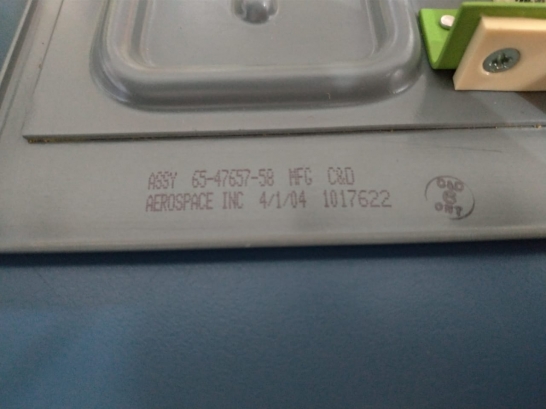 ASSY 65-47657-58 MFG C&D
AEROSPACE INC 4/1/04 1017622
C&D